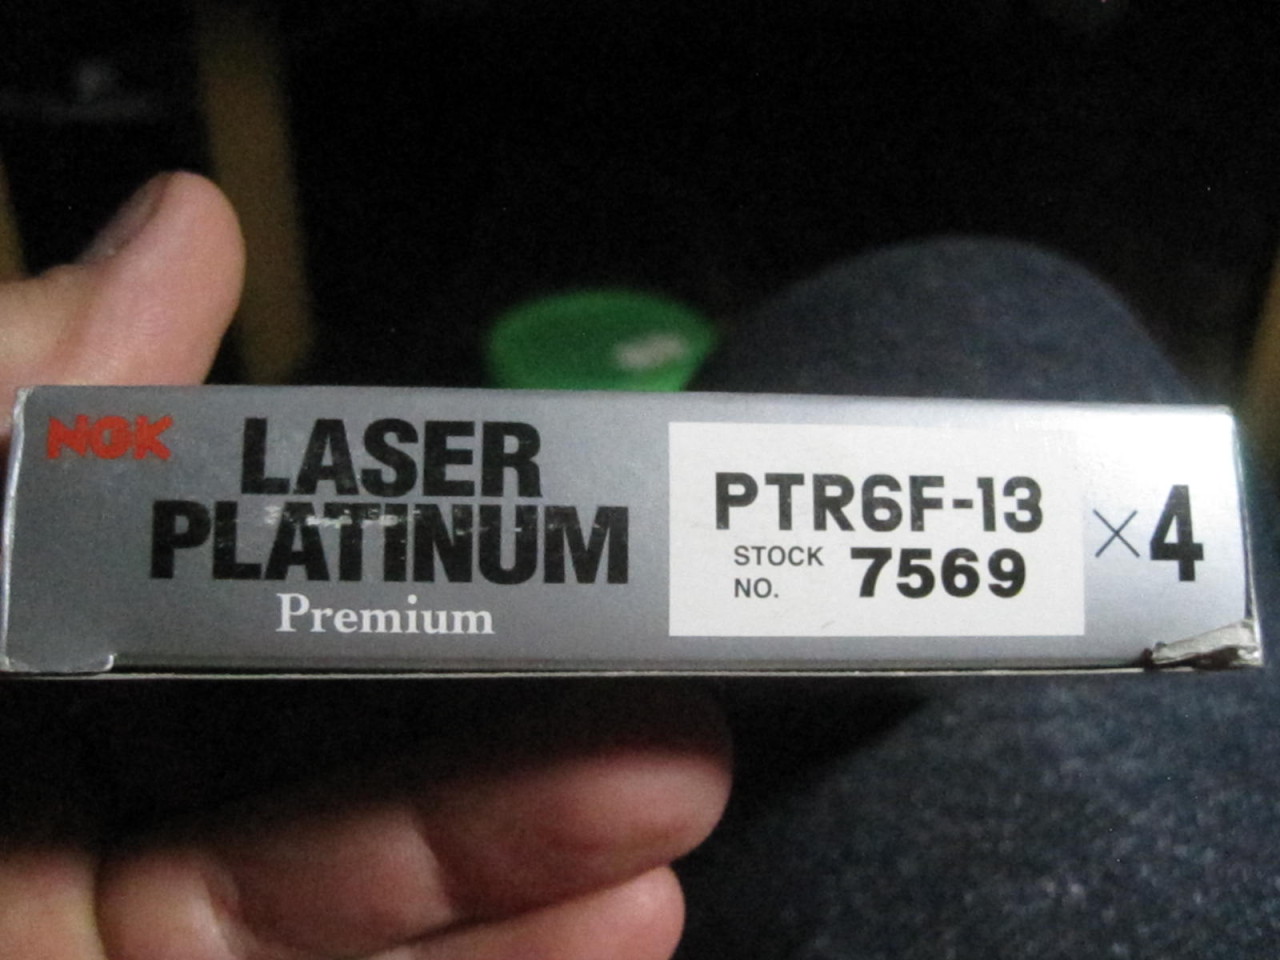 NGK
LASER
PLATINUM
Premium
PTR6F-13
STOCK
NO. 7569
×4